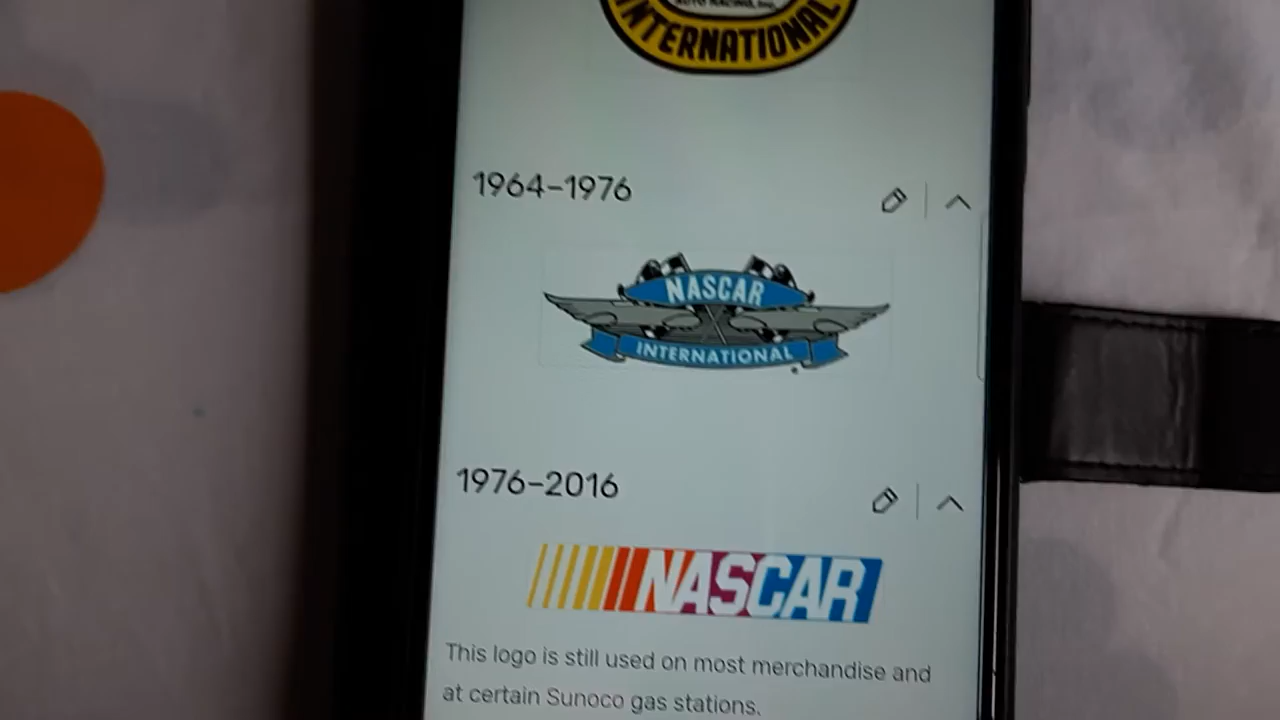 INTERNATIONAL
1964–1976
NASCAR
INTERNATIONAL
1976–2016
NASCAR
This logo is still used on most merchandise and
at certain Sunoco gas stations.